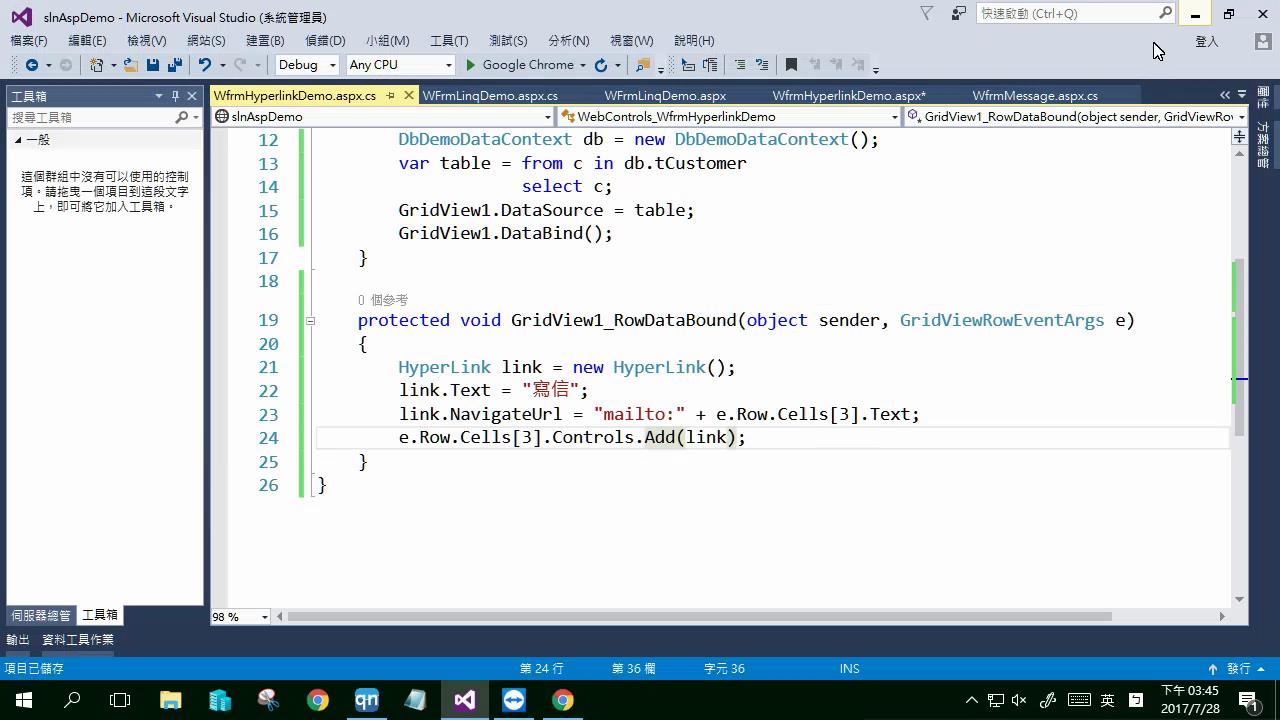 slnAspDemo - Microsoft Visual Studio (系統管理員)
快速啟動 (Ctrl+Q)
檔案(F) 編輯(E) 檢視(V) 網站(S) 建置(B) 偵錯(D) 小組(M) 工具(T) 測試(S) 分析(N) 視窗(W) 說明(H)
登入
Debug Any CPU Google Chrome
工具箱
搜尋工具箱
一般
這個群組中沒有可以使用的控制
項。請拖曳一個項目到這段文字
上，即可將它加入工具箱。
伺服器總管 工具箱
WfrmHyperlinkDemo.aspx.cs WFrmLinqDemo.aspx.cs WFrmLinqDemo.aspx WfrmHyperlinkDemo.aspx* WfrmMessage.aspx.cs
slnAspDemo WebControls_WfrmHyperlinkDemo GridView1_RowDataBound(object sender, GridViewRow
12 DbDemoDataContext db = new DbDemoDataContext();
13 var table = from c in db.tCustomer
14 select c;
15 GridView1.DataSource = table;
16 GridView1.DataBind();
17 }
18
0 個參考
19 protected void GridView1_RowDataBound(object sender, GridViewRowEventArgs e)
20 {
21 HyperLink link = new HyperLink();
22 link.Text = "寫信";
23 link.NavigateUrl = "mailto:" + e.Row.Cells[3].Text;
24 e.Row.Cells[3].Controls.Add(link);
25 }
26 }
98 %
屬性
方案總管
輸出 資料工具作業
項目已儲存 第 24 行 第 36 欄 字元 36 INS 發行
qn
英
下午 03:45
2017/7/28
1